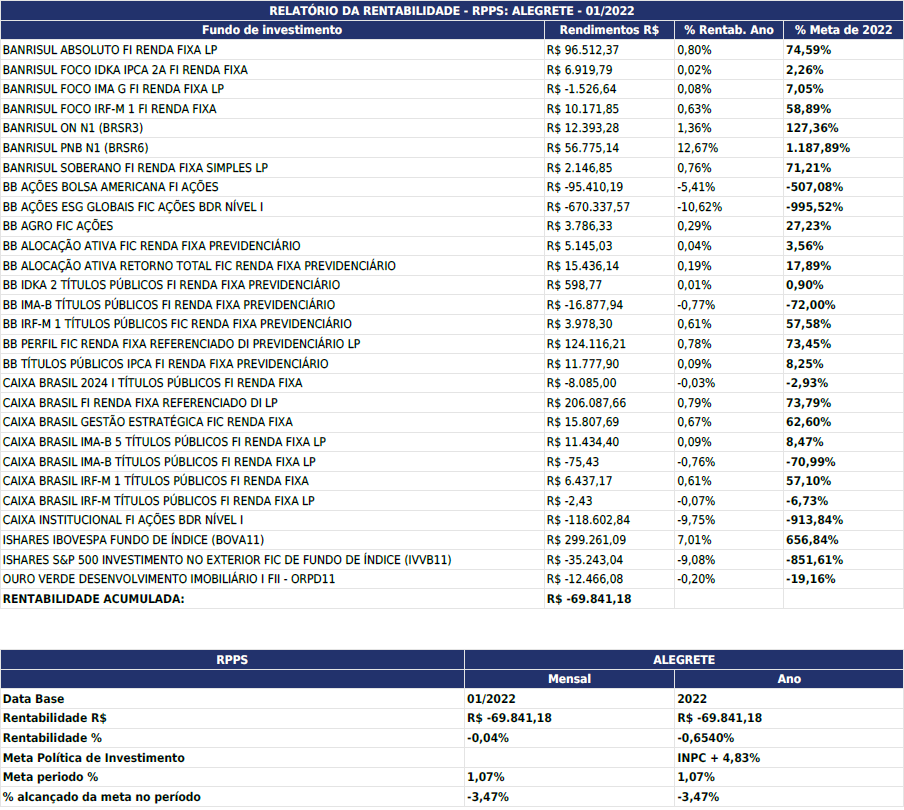 RELATÓRIO DA RENTABILIDADE - RPPS: ALEGRETE - 01/2022
Fundo de investimento Rendimentos R$ % Rentab. Ano % Meta de 2022
BANRISUL ABSOLUTO FI RENDA FIXA LP R$ 96.512,37 0,80% 74,59%
BANRISUL FOCO IDKA IPCA 2A FI RENDA FIXA R$ 6.919,79 0,02% 2,26%
BANRISUL FOCO IMA G FI RENDA FIXA LP R$ -1.526,64 0,08% 7,05%
BANRISUL FOCO IRF-M 1 FI RENDA FIXA R$ 10.171,85 0,63% 58,89%
BANRISUL ON N1 (BRSR3) R$ 12.393,28 1,36% 127,36%
BANRISUL PNB N1 (BRSR6) R$ 56.775,14 12,67% 1.187,89%
BANRISUL SOBERANO FI RENDA FIXA SIMPLES LP R$ 2.146,85 0,76% 71,21%
BB AÇÕES BOLSA AMERICANA FI AÇÕES R$ -95.410,19 -5,41% -507,08%
BB AÇÕES ESG GLOBAIS FIC AÇÕES BDR NÍVEL I R$ -670.337,57 -10,62% -995,52%
BB AGRO FIC AÇÕES R$ 3.786,33 0,29% 27,23%
BB ALOCAÇÃO ATIVA FIC RENDA FIXA PREVIDENCIÁRIO R$ 5.145,03 0,04% 3,56%
BB ALOCAÇÃO ATIVA RETORNO TOTAL FIC RENDA FIXA PREVIDENCIÁRIO R$ 15.436,14 0,19% 17,89%
BB IDKA 2 TÍTULOS PÚBLICOS FI RENDA FIXA PREVIDENCIÁRIO R$ 598,77 0,01% 0,90%
BB IMA-B TÍTULOS PÚBLICOS FI RENDA FIXA PREVIDENCIÁRIO R$ -16.877,94 -0,77% -72,00%
BB IRF-M 1 TÍTULOS PÚBLICOS FIC RENDA FIXA PREVIDENCIÁRIO R$ 3.978,30 0,61% 57,58%
BB PERFIL FIC RENDA FIXA REFERENCIADO DI PREVIDENCIÁRIO LP R$ 124.116,21 0,78% 73,45%
BB TÍTULOS PÚBLICOS IPCA FI RENDA FIXA PREVIDENCIÁRIO R$ 11.777,90 0,09% 8,25%
CAIXA BRASIL 2024 I TÍTULOS PÚBLICOS FI RENDA FIXA R$ -8.085,00 -0,03% -2,93%
CAIXA BRASIL FI RENDA FIXA REFERENCIADO DI LP R$ 206.087,66 0,79% 73,79%
CAIXA BRASIL GESTÃO ESTRATÉGICA FIC RENDA FIXA R$ 15.807,69 0,67% 62,60%
CAIXA BRASIL IMA-B 5 TÍTULOS PÚBLICOS FI RENDA FIXA LP R$ 11.434,40 0,09% 8,47%
CAIXA BRASIL IMA-B TÍTULOS PÚBLICOS FI RENDA FIXA LP R$ -75,43 -0,76% -70,99%
CAIXA BRASIL IRF-M 1 TÍTULOS PÚBLICOS FI RENDA FIXA R$ 6.437,17 0,61% 57,10%
CAIXA BRASIL IRF-M TÍTULOS PÚBLICOS FI RENDA FIXA LP R$ -2,43 -0,07% -6,73%
CAIXA INSTITUCIONAL FI AÇÕES BDR NÍVEL I R$ -118.602,84 -9,75% -913,84%
ISHARES IBOVESPA FUNDO DE ÍNDICE (BOVA11) R$ 299.261,09 7,01% 656,84%
ISHARES S&P 500 INVESTIMENTO NO EXTERIOR FIC DE FUNDO DE ÍNDICE (IVVB11) R$ -35.243,04 -9,08% -851,61%
OURO VERDE DESENVOLVIMENTO IMOBILIÁRIO I FII - ORPD11 R$ -12.466,08 -0,20% -19,16%
RENTABILIDADE ACUMULADA: R$ -69.841,18
RPPS ALEGRETE
Mensal Ano
Data Base 01/2022 2022
Rentabilidade R$ R$ -69.841,18 R$ -69.841,18
Rentabilidade % -0,04% -0,6540%
Meta Política de Investimento INPC + 4,83%
Meta periodo % 1,07% 1,07%
% alcançado da meta no período -3,47% -3,47%